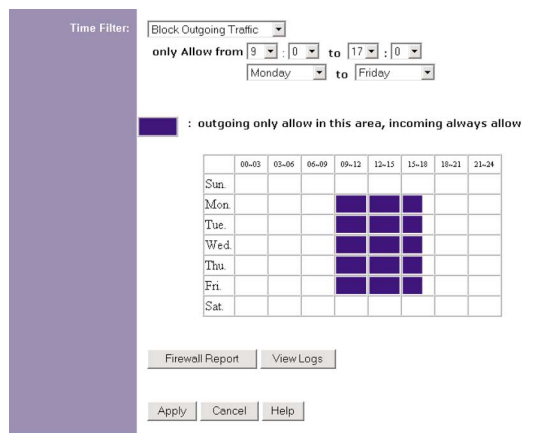 Time Filter: Block Outgoing Traffic
only Allow from 9 : 0 to 17 : 0
Monday to Friday
: outgoing only allow in this area, incoming always allow
00~03 03~06 06~09 09~12 12~15 15~18 18~21 21~24
Sun.
Mon.
Tue.
Wed.
Thu.
Fri.
Sat.
Firewall Report View Logs
Apply Cancel Help